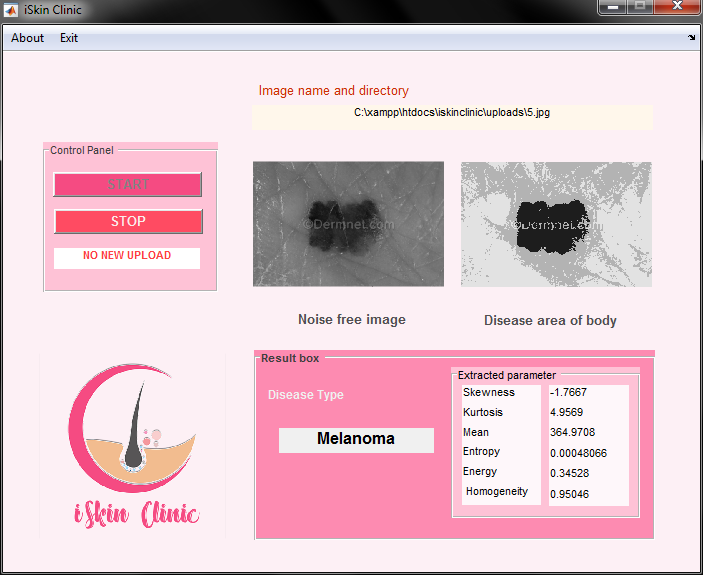 iSkin Clinic
About Exit
Image name and directory
C:\xampp\htdocs\iskinclinic\uploads\5.jpg
Control Panel
START
STOP
NO NEW UPLOAD
©Dermnet.com
©Dermnet.com
Noise free image
Disease area of body
Result box
Disease Type
Melanoma
Extracted parameter
Skewness -1.7667
Kurtosis 4.9569
Mean 364.9708
Entropy 0.00048066
Energy 0.34528
Homogeneity 0.95046
iSkin Clinic